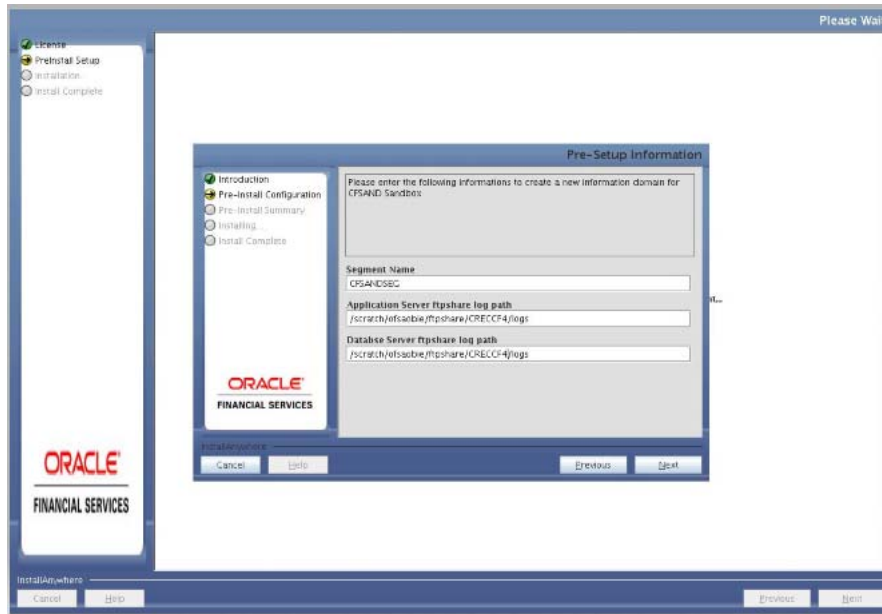 Please Wai
License
PreInstall Setup
Installation
Install Complete
Pre-Setup Information
Introduction
Pre-Install Configuration
Pre-Install Summary
Installing...
Install Complete
Please enter the following informations to create a new information domain for
CFSAND Sandbox
Segment Name
CFSANDSEG
Application Server ftpshare log path
/scratch/ofsaobie/ftpshare/CRECCF4/logs
Databse Server ftpshare log path
/scratch/ofsaobie/ftpshare/CRECCF4/logs
ORACLE
FINANCIAL SERVICES
InstallAnywhere
Cancel
Help
Previous
Next
ORACLE
FINANCIAL SERVICES
InstallAnywhere
Cancel
Help
Previous
Next